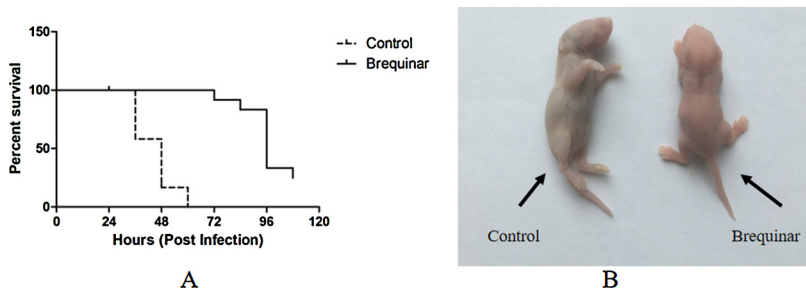 150
100
50
0
Percent survival
0 24 48 72 96 120
Hours (Post Infection)
Control
Brequinar
A
Control
Brequinar
B